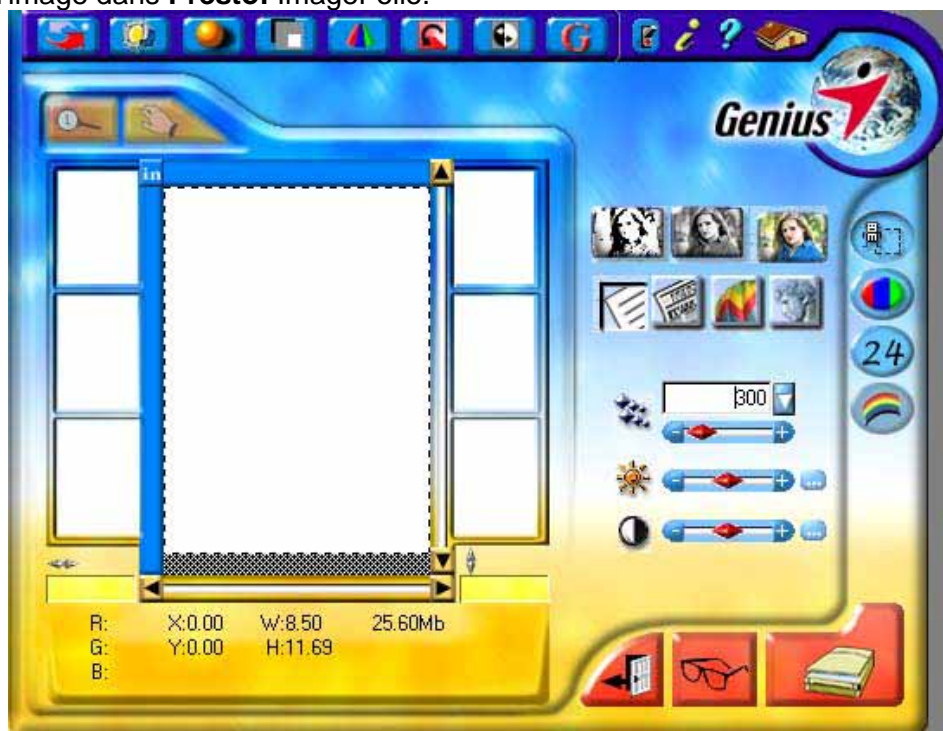 l'image dans Presto! ImageFolio.
G
i ?
Genius
in
24
300
R: X:0.00 W:8.50 25.60Mb
G: Y:0.00 H:11.69
B: